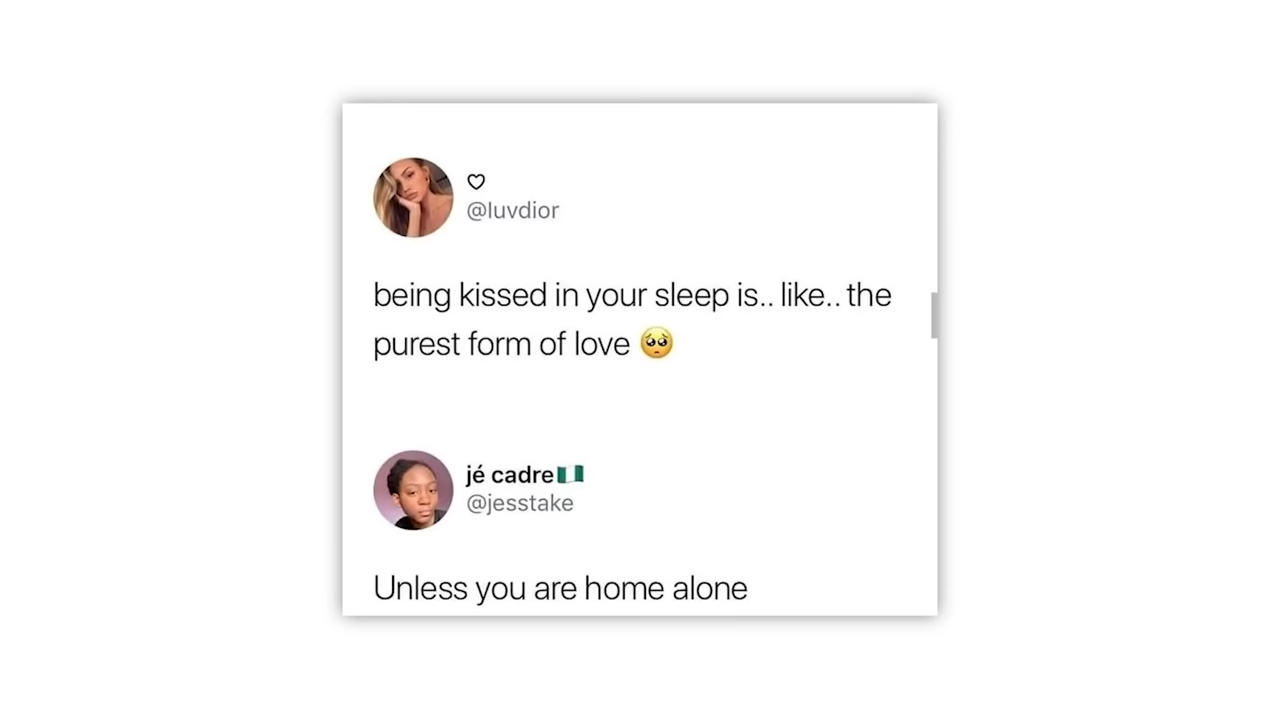 ♡
@luvdior
being kissed in your sleep is.. like.. the
purest form of love 🥺
jé cadre🇳🇬
@jesstake
Unless you are home alone